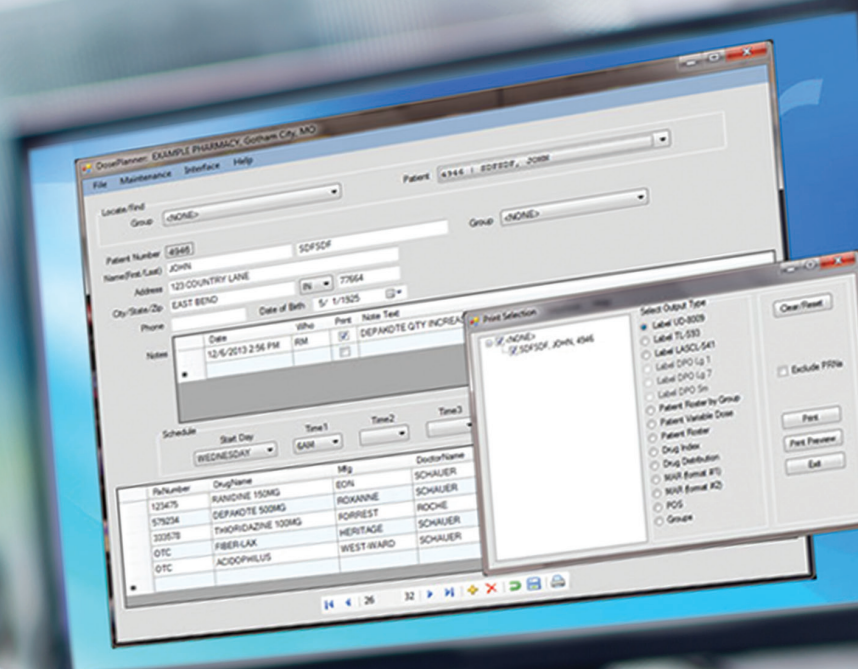 DosePlanner: EXAMPLE PHARMACY, Gotham City, MO
File Maintenance Interface Help
Locate/Find
Group <NONE>
Patient 4946 | SDFSDF, JOHN
Group <NONE>
Patient Number 4946
Name(First/Last) JOHN SDFSDF
Address 123 COUNTRY LANE
City/State/Zip EAST BEND IN 77664
Phone
Date of Birth 5/ 1/1925
Notes
Date Who Print Note Text
12/6/2013 2:56 PM RM DEPAKOTE QTY INCREAS
Schedule
Start Day Time1 Time2 Time3
WEDNESDAY 6AM
RxNumber DrugName Mfg DoctorName
123475 RANIDINE 150MG EON SCHAUER
579234 DEPAKOTE 500MG ROXANNE SCHAUER
333578 THIORIDAZINE 100MG FORREST ROCHE
OTC FIBER-LAX HERITAGE SCHAUER
OTC ACIDOPHILUS WEST-WARD SCHAUER
26 32
Print Selection
<NONE>
SDFSDF, JOHN, 4946
Select Output Type
Label UD-8009
Label TL-593
Label LASCL-541
Label DPO Lg 1
Label DPO Lg 7
Label DPO Sm
Patient Roster by Group
Patient Variable Dose
Patient Roster
Drug Index
Drug Distribution
MAR (format #1)
MAR (format #2)
POS
Groups
Clear/Reset
Exclude PRNs
Print
Print Preview
Exit